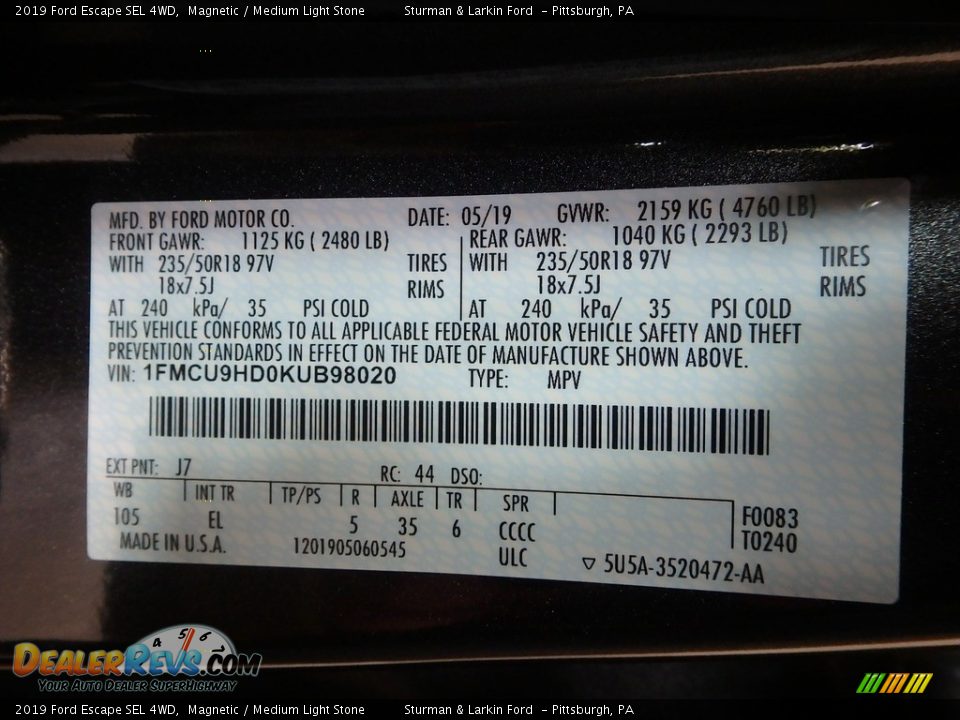 2019 Ford Escape SEL 4WD, Magnetic / Medium Light Stone Sturman & Larkin Ford - Pittsburgh, PA
MFD. BY FORD MOTOR CO. DATE: 05/19 GVWR: 2159 KG ( 4760 LB)
FRONT GAWR: 1125 KG ( 2480 LB) REAR GAWR: 1040 KG ( 2293 LB)
WITH 235/50R18 97V TIRES WITH 235/50R18 97V TIRES
18x7.5J RIMS 18x7.5J RIMS
AT 240 kPa/ 35 PSI COLD AT 240 kPa/ 35 PSI COLD
THIS VEHICLE CONFORMS TO ALL APPLICABLE FEDERAL MOTOR VEHICLE SAFETY AND THEFT
PREVENTION STANDARDS IN EFFECT ON THE DATE OF MANUFACTURE SHOWN ABOVE.
VIN: 1FMCU9HD0KUB98020 TYPE: MPV
EXT PNT: J7 RC: 44 DSO:
WB INT TR TP/PS R AXLE TR SPR
105 EL 5 35 6 CCCC F0083
MADE IN U.S.A. 1201905060545 ULC T0240
▽ 5U5A-3520472-AA
4 5 6 7
DEALERREVS.COM
YOUR AUTO DEALER SUPERHIGHWAY
2019 Ford Escape SEL 4WD, Magnetic / Medium Light Stone Sturman & Larkin Ford - Pittsburgh, PA